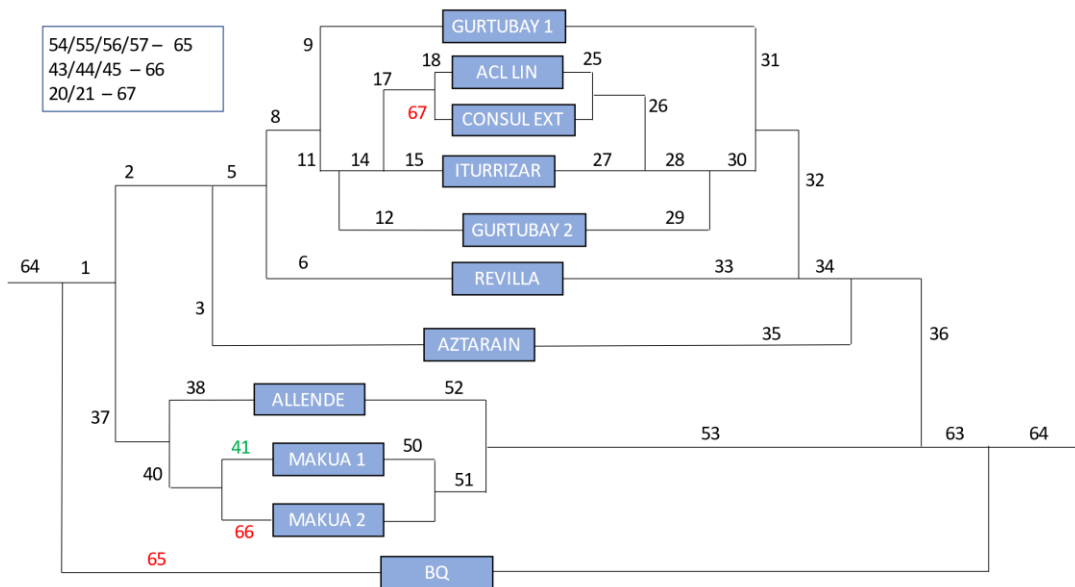 54/55/56/57 – 65
43/44/45 – 66
20/21 – 67
GURTUBAY 1
9
31
18
ACL LIN
25
17
67
CONSUL EXT
26
8
11
14
15
ITURRIZAR
27
28
30
2
5
32
12
GURTUBAY 2
29
64
1
6
REVILLA
33
34
3
AZTARAIN
35
36
38
ALLENDE
52
37
41
MAKUA 1
50
53
63
64
40
51
66
MAKUA 2
65
BQ